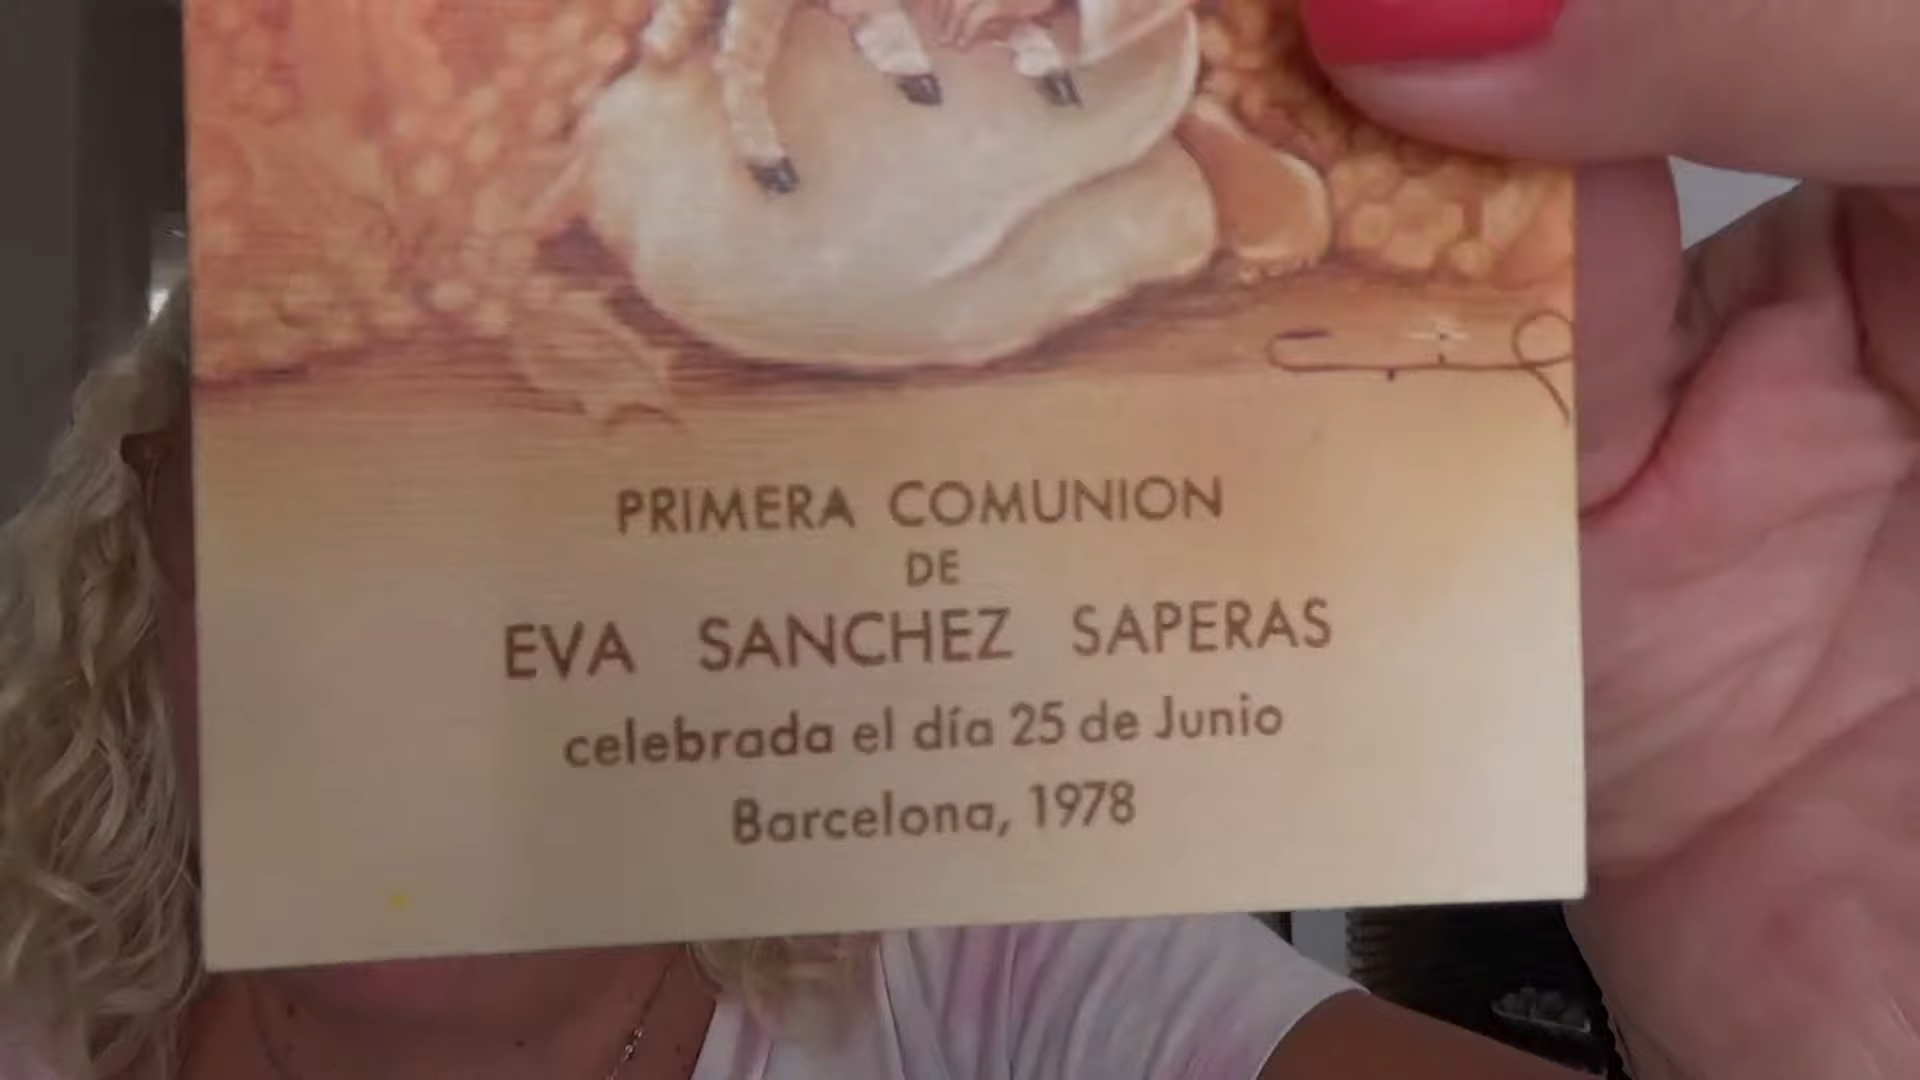 PRIMERA COMUNION
DE
EVA SANCHEZ SAPERAS
celebrada el día 25 de Junio
Barcelona, 1978